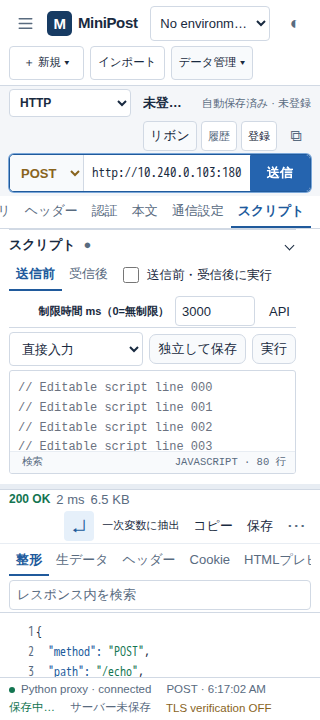 M MiniPost No environm…
+ 新規 ▾ インポート データ管理 ▾
HTTP 未登… 自動保存済み · 未登録
リボン 履歴 登録
POST http://10.240.0.103:180 送信
リ ヘッダー 認証 本文 通信設定 スクリプト
スクリプト ●
送信前 受信後 送信前・受信後に実行
制限時間 ms（0=無制限） 3000 API
直接入力 独立して保存 実行
// Editable script line 000
// Editable script line 001
// Editable script line 002
// Editable script line 003
検索 JAVASCRIPT · 80 行
200 OK 2 ms 6.5 KB
一次変数に抽出 コピー 保存 ···
整形 生データ ヘッダー Cookie HTMLプレビ
レスポンス内を検索
1 {
2 "method": "POST",
3 "path": "/echo",
Python proxy · connected POST · 6:17:02 AM
保存中… サーバー未保存 TLS verification OFF